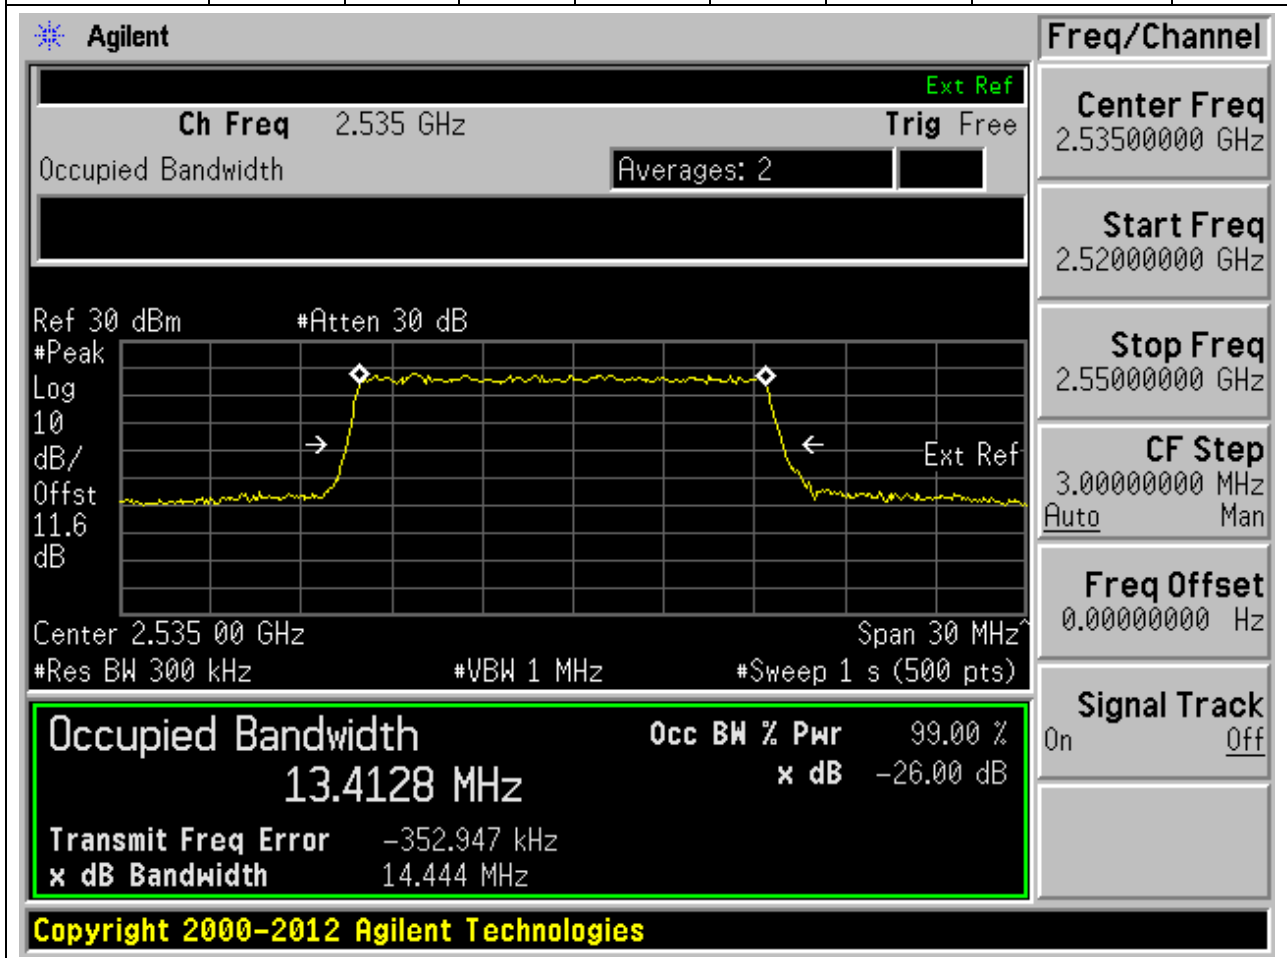 Agilent
Freq/Channel
Ext Ref
Ch Freq 2.535 GHz Trig Free
Occupied Bandwidth Averages: 2
Center Freq
2.53500000 GHz
Start Freq
2.52000000 GHz
Stop Freq
2.55000000 GHz
CF Step
3.00000000 MHz
Auto Man
Freq Offset
0.00000000 Hz
Signal Track
On Off
Ref 30 dBm #Atten 30 dB
#Peak
Log
10
dB/
Offst
11.6
dB
Ext Ref
Center 2.535 00 GHz Span 30 MHz^
#Res BW 300 kHz #VBW 1 MHz #Sweep 1 s (500 pts)
Occupied Bandwidth Occ BW % Pwr 99.00 %
13.4128 MHz x dB -26.00 dB
Transmit Freq Error -352.947 kHz
x dB Bandwidth 14.444 MHz
Copyright 2000-2012 Agilent Technologies